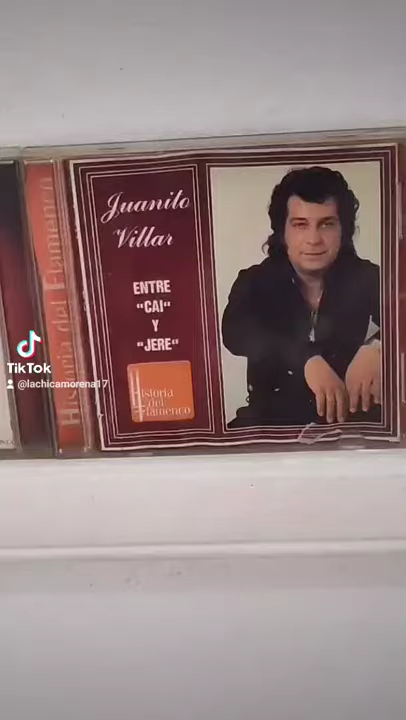 Juanito
Villar
ENTRE
"CAI"
Y
"JERE"
Historia
del
Flamenco
Historia del Flamenco
TikTok
@lachicamorena17